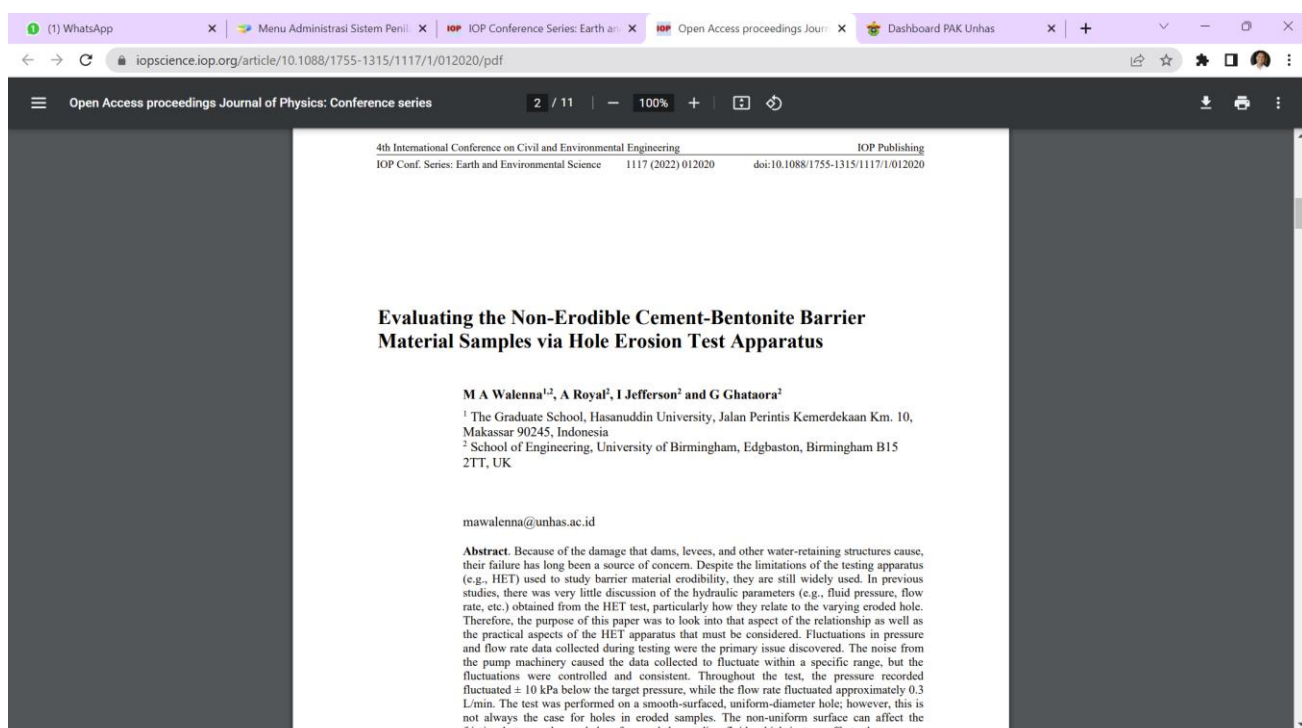 (1) WhatsApp
Menu Administrasi Sistem Penil
IOP IOP Conference Series: Earth an
IOP Open Access proceedings Journ
Dashboard PAK Unhas
iopscience.iop.org/article/10.1088/1755-1315/1117/1/012020/pdf
Open Access proceedings Journal of Physics: Conference series
2 / 11
100%
4th International Conference on Civil and Environmental Engineering IOP Publishing
IOP Conf. Series: Earth and Environmental Science 1117 (2022) 012020 doi:10.1088/1755-1315/1117/1/012020
Evaluating the Non-Erodible Cement-Bentonite Barrier
Material Samples via Hole Erosion Test Apparatus
M A Walenna1,2, A Royal2, I Jefferson2 and G Ghataora2
1 The Graduate School, Hasanuddin University, Jalan Perintis Kemerdekaan Km. 10,
Makassar 90245, Indonesia
2 School of Engineering, University of Birmingham, Edgbaston, Birmingham B15
2TT, UK
mawalenna@unhas.ac.id
Abstract. Because of the damage that dams, levees, and other water-retaining structures cause,
their failure has long been a source of concern. Despite the limitations of the testing apparatus
(e.g., HET) used to study barrier material erodibility, they are still widely used. In previous
studies, there was very little discussion of the hydraulic parameters (e.g., fluid pressure, flow
rate, etc.) obtained from the HET test, particularly how they relate to the varying eroded hole.
Therefore, the purpose of this paper was to look into that aspect of the relationship as well as
the practical aspects of the HET apparatus that must be considered. Fluctuations in pressure
and flow rate data collected during testing were the primary issue discovered. The noise from
the pump machinery caused the data collected to fluctuate within a specific range, but the
fluctuations were controlled and consistent. Throughout the test, the pressure recorded
fluctuated ± 10 kPa below the target pressure, while the flow rate fluctuated approximately 0.3
L/min. The test was performed on a smooth-surfaced, uniform-diameter hole; however, this is
not always the case for holes in eroded samples. The non-uniform surface can affect the